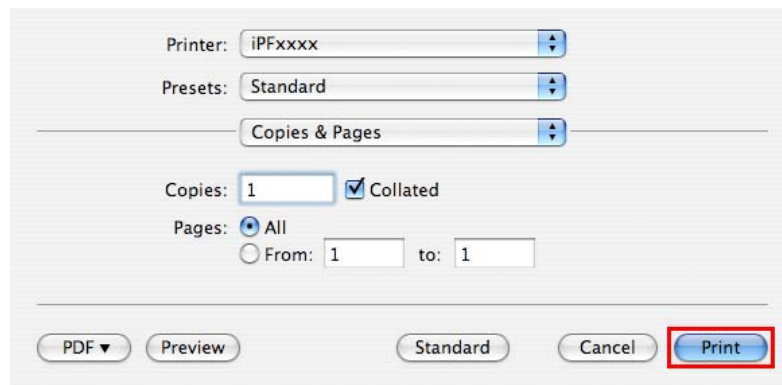 Printer: iPFxxxx
Presets: Standard
Copies & Pages
Copies: 1 Collated
Pages: All
From: 1 to: 1
PDF▼ Preview Standard Cancel Print